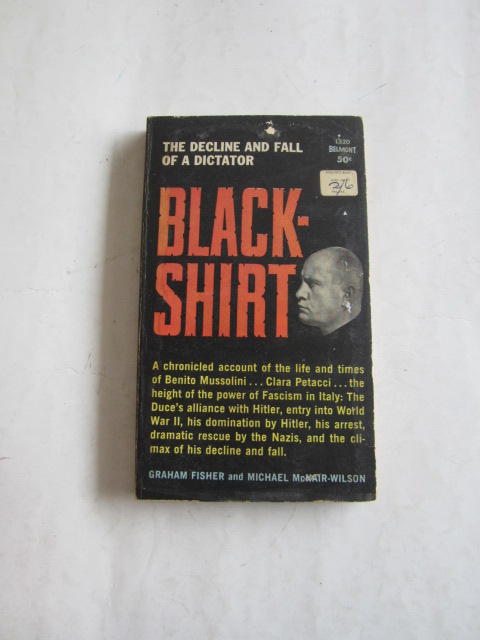 THE DECLINE AND FALL
OF A DICTATOR
L520
BELMONT
50¢
2/6
BLACK-
SHIRT
A chronicled account of the life and times
of Benito Mussolini . . . Clara Petacci . . . the
height of the power of Fascism in Italy: The
Duce's alliance with Hitler, entry into World
War II, his domination by Hitler, his arrest,
dramatic rescue by the Nazis, and the cli-
max of his decline and fall.
GRAHAM FISHER and MICHAEL McNAIR-WILSON